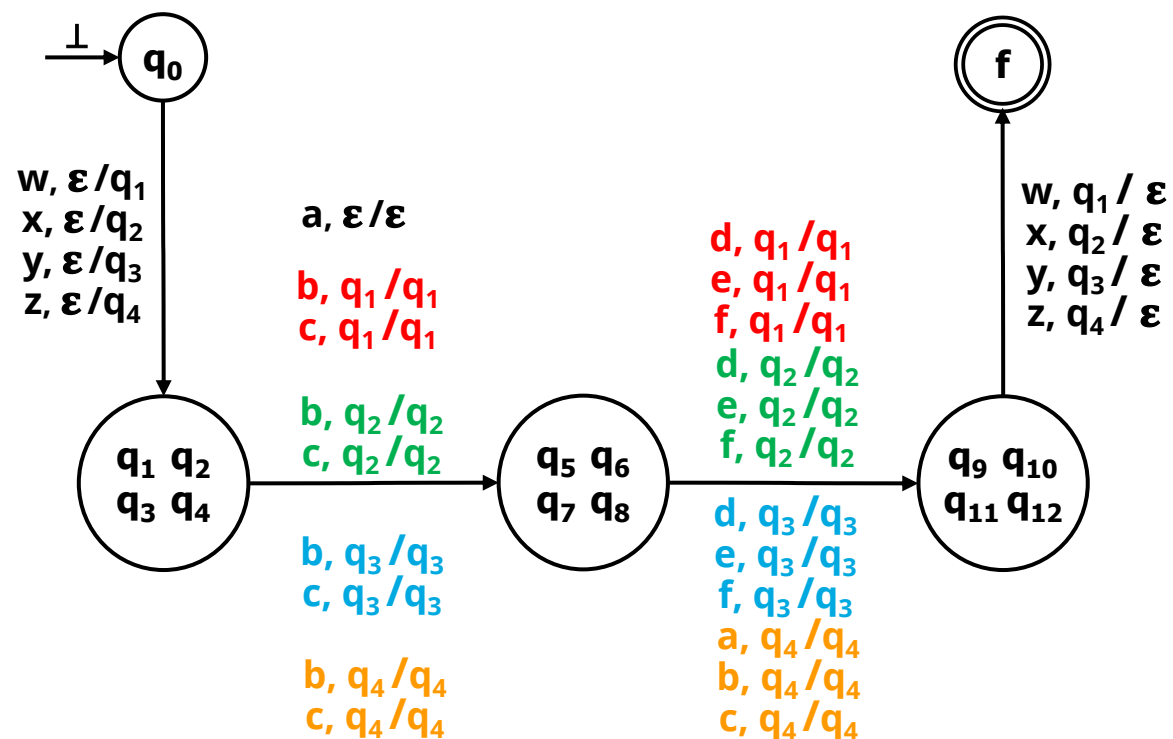 ⊥
q₀
f
w, ε/q₁
x, ε/q₂
y, ε/q₃
z, ε/q₄
a, ε/ε
b, q₁/q₁
c, q₁/q₁
b, q₂/q₂
c, q₂/q₂
b, q₃/q₃
c, q₃/q₃
b, q₄/q₄
c, q₄/q₄
d, q₁/q₁
e, q₁/q₁
f, q₁/q₁
d, q₂/q₂
e, q₂/q₂
f, q₂/q₂
d, q₃/q₃
e, q₃/q₃
f, q₃/q₃
a, q₄/q₄
b, q₄/q₄
c, q₄/q₄
w, q₁/ ε
x, q₂/ ε
y, q₃/ ε
z, q₄/ ε
q₁ q₂
q₃ q₄
q₅ q₆
q₇ q₈
q₉ q₁₀
q₁₁ q₁₂